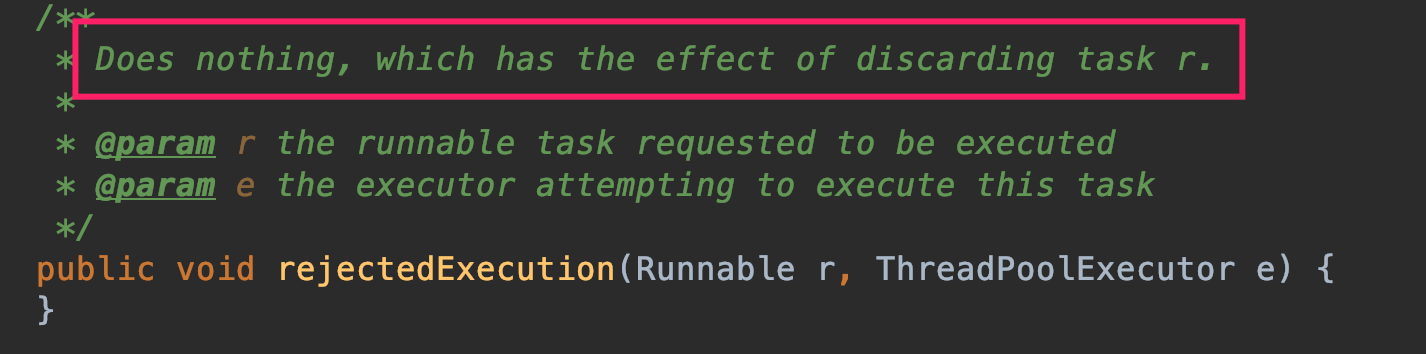 /**
* Does nothing, which has the effect of discarding task r.
*
* @param r the runnable task requested to be executed
* @param e the executor attempting to execute this task
*/
public void rejectedExecution(Runnable r, ThreadPoolExecutor e) {
}